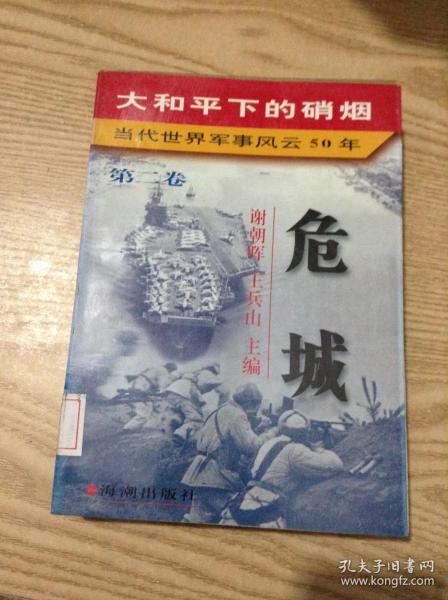 大和平下的硝烟
当代世界军事风云50年
第二卷
危城
谢朝晖 王兵山 主编
海潮出版社
孔夫子旧书网
www.kongfz.com